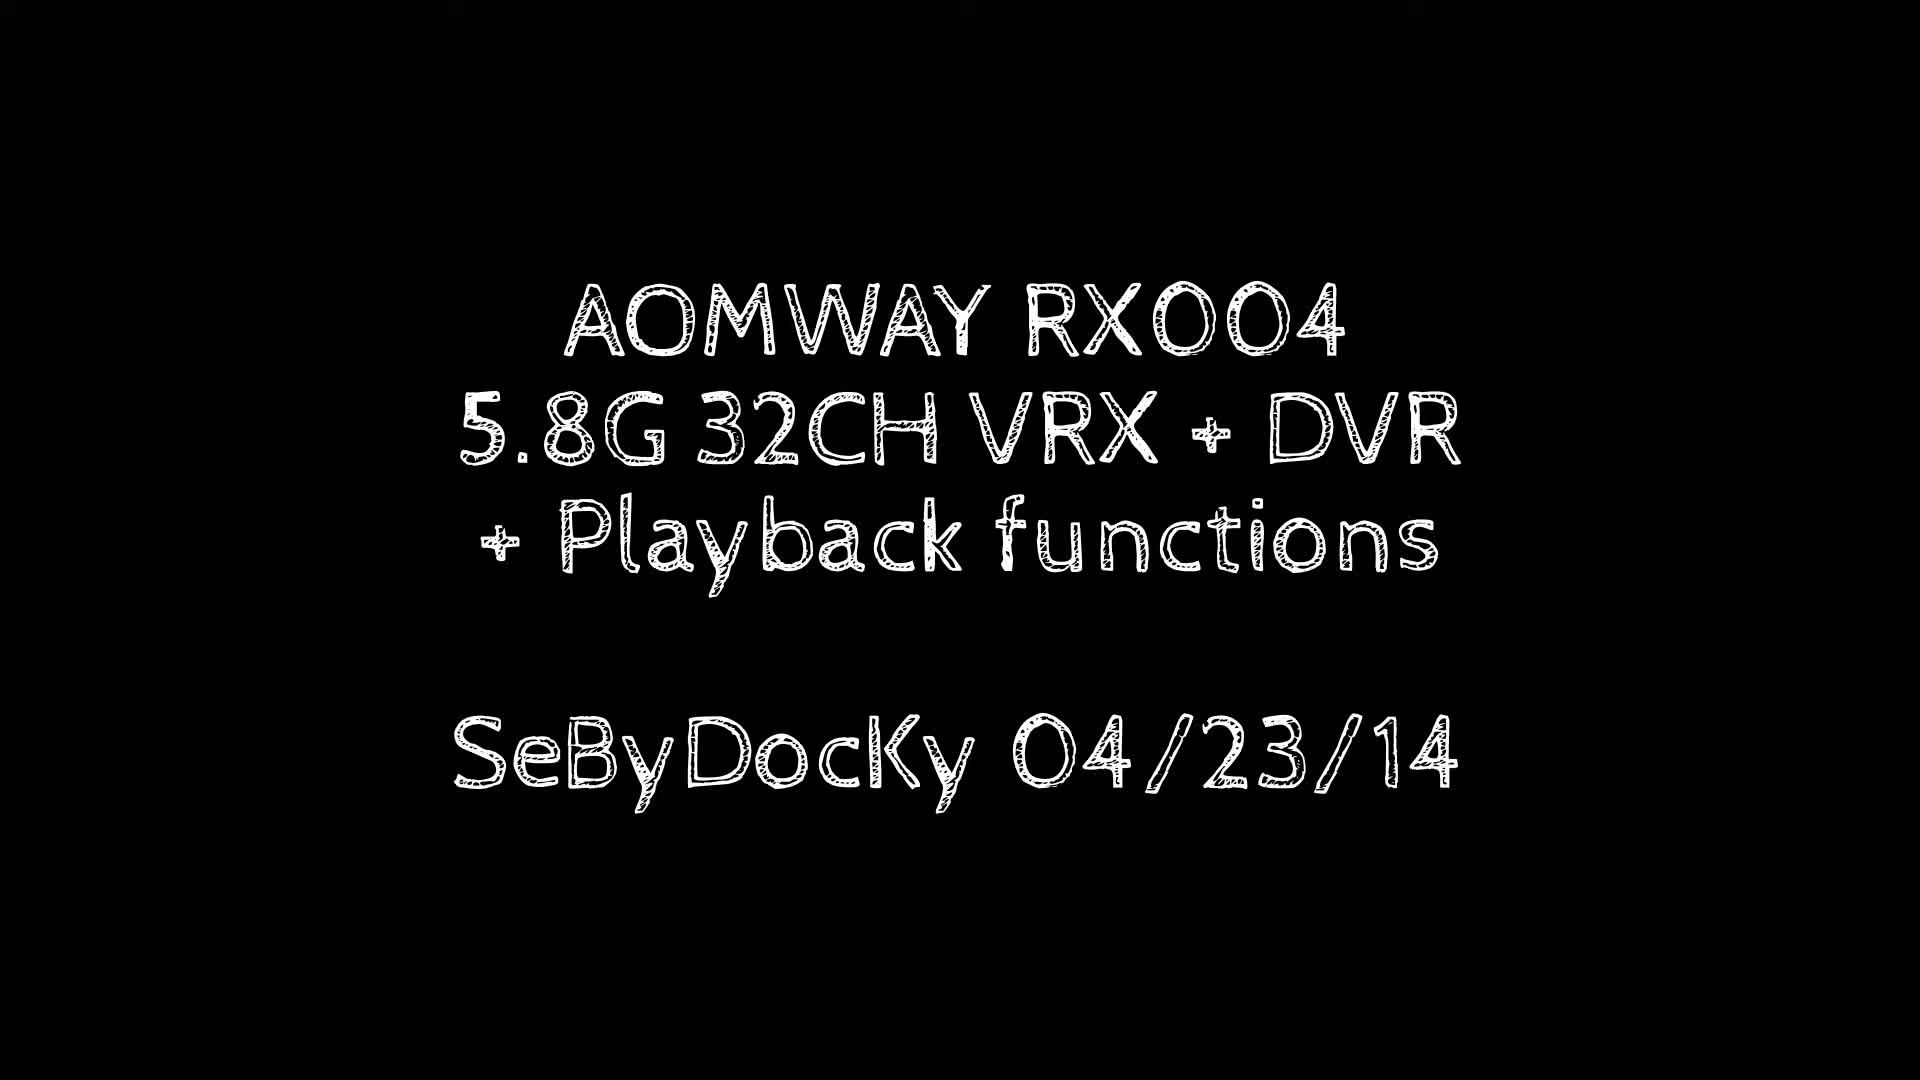 AOMWAY RX004
5.8G 32CH VRX + DVR
+ Playback functions
SeByDocKy 04/23/14